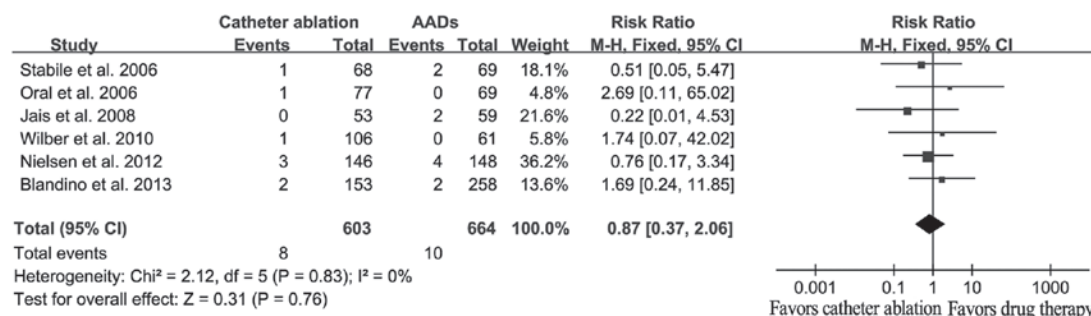 Catheter ablation AADs Risk Ratio Risk Ratio
Study Events Total Events Total Weight M-H, Fixed, 95% CI M-H, Fixed, 95% CI
Stabile et al. 2006 1 68 2 69 18.1% 0.51 [0.05, 5.47]
Oral et al. 2006 1 77 0 69 4.8% 2.69 [0.11, 65.02]
Jais et al. 2008 0 53 2 59 21.6% 0.22 [0.01, 4.53]
Wilber et al. 2010 1 106 0 61 5.8% 1.74 [0.07, 42.02]
Nielsen et al. 2012 3 146 4 148 36.2% 0.76 [0.17, 3.34]
Blandino et al. 2013 2 153 2 258 13.6% 1.69 [0.24, 11.85]
Total (95% CI) 603 664 100.0% 0.87 [0.37, 2.06]
Total events 8 10
Heterogeneity: Chi² = 2.12, df = 5 (P = 0.83); I² = 0%
Test for overall effect: Z = 0.31 (P = 0.76)
0.001 0.1 1 10 1000
Favors catheter ablation Favors drug therapy